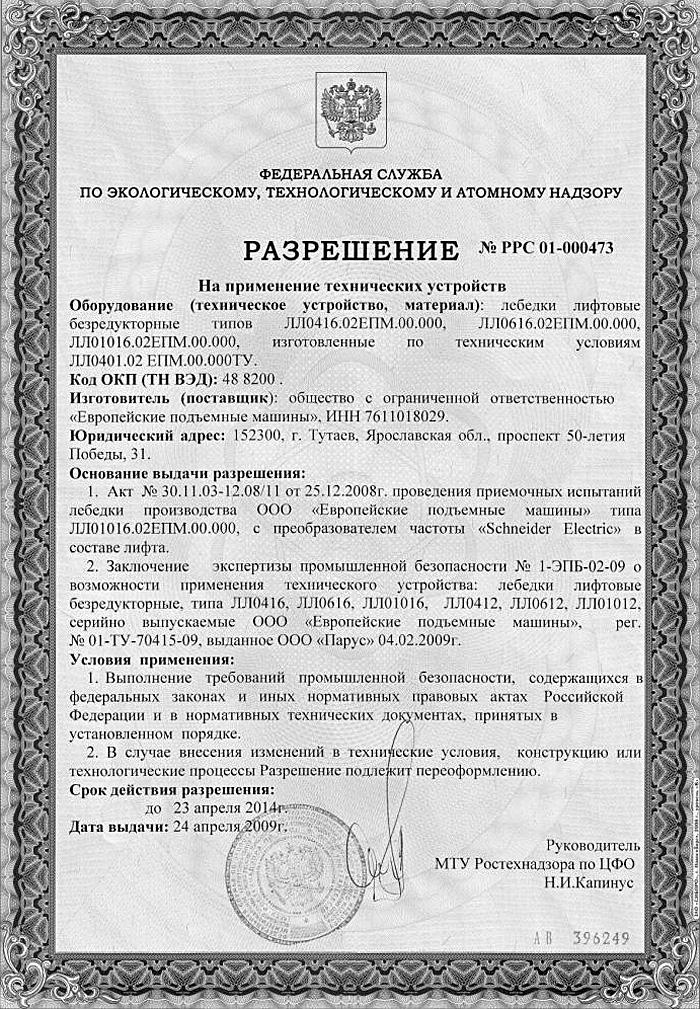 ФЕДЕРАЛЬНАЯ СЛУЖБА
ПО ЭКОЛОГИЧЕСКОМУ, ТЕХНОЛОГИЧЕСКОМУ И АТОМНОМУ НАДЗОРУ
РАЗРЕШЕНИЕ № РРС 01-000473
На применение технических устройств
Оборудование (техническое устройство, материал): лебедки лифтовые
безредукторные типов ЛЛ0416.02ЕПМ.00.000, ЛЛ0616.02ЕПМ.00.000,
ЛЛ01016.02ЕПМ.00.000, изготовленные по техническим условиям
ЛЛ0401.02 ЕПМ.00.000ТУ.
Код ОКП (ТН ВЭД): 48 8200 .
Изготовитель (поставщик): общество с ограниченной ответственностью
«Европейские подъемные машины», ИНН 7611018029.
Юридический адрес: 152300, г. Тутаев, Ярославская обл., проспект 50-летия
Победы, 31.
Основание выдачи разрешения:
1. Акт № 30.11.03-12.08/11 от 25.12.2008г. проведения приемочных испытаний
лебедки производства ООО «Европейские подъемные машины» типа
ЛЛ01016.02ЕПМ.00.000, с преобразователем частоты «Schneider Electric» в
составе лифта.
2. Заключение экспертизы промышленной безопасности № 1-ЭПБ-02-09 о
возможности применения технического устройства: лебедки лифтовые
безредукторные, типа ЛЛ0416, ЛЛ0616, ЛЛ01016, ЛЛ0412, ЛЛ0612, ЛЛ01012,
серийно выпускаемые ООО «Европейские подъемные машины», рег.
№ 01-ТУ-70415-09, выданное ООО «Парус» 04.02.2009г.
Условия применения:
1. Выполнение требований промышленной безопасности, содержащихся в
федеральных законах и иных нормативных правовых актах Российской
Федерации и в нормативных технических документах, принятых в
установленном порядке.
2. В случае внесения изменений в технические условия, конструкцию или
технологические процессы Разрешение подлежит переоформлению.
Срок действия разрешения:
до 23 апреля 2014г.
Дата выдачи: 24 апреля 2009г.
Руководитель
МТУ Ростехнадзора по ЦФО
Н.И.Капинус
АВ 396249